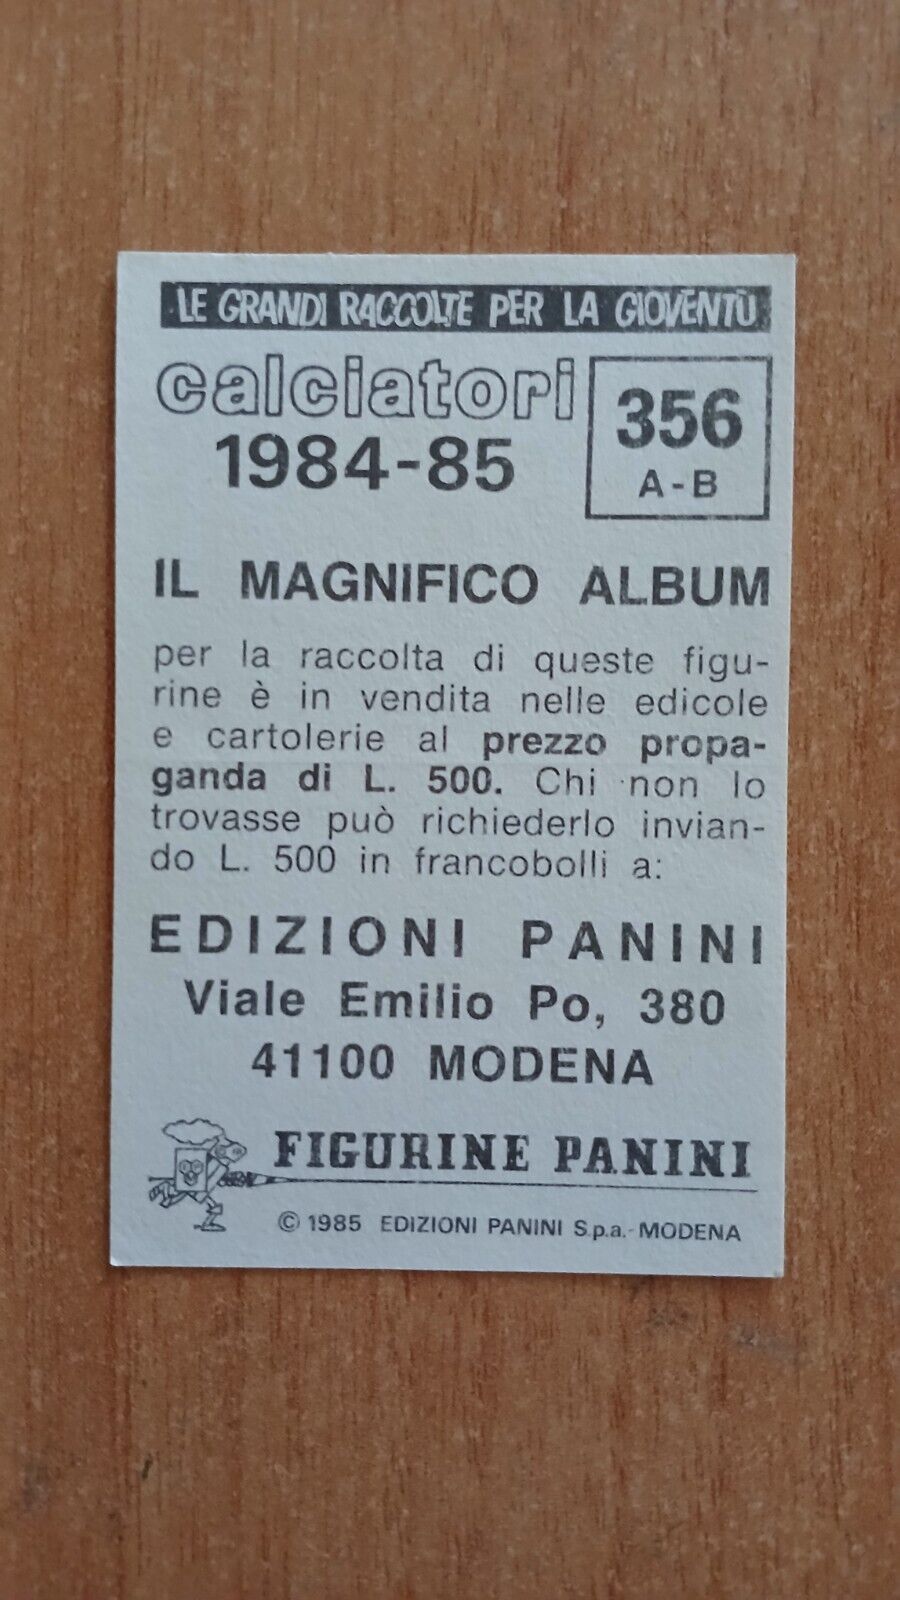 LE GRANDI RACCOLTE PER LA GIOVENTÙ
calciatori
1984-85
356
A-B
IL MAGNIFICO ALBUM
per la raccolta di queste figu-
rine è in vendita nelle edicole
e cartolerie al prezzo propa-
ganda di L. 500. Chi non lo
trovasse può richiederlo invian-
do L. 500 in francobolli a:
EDIZIONI PANINI
Viale Emilio Po, 380
41100 MODENA
FIGURINE PANINI
© 1985 EDIZIONI PANINI S.p.a.-MODENA